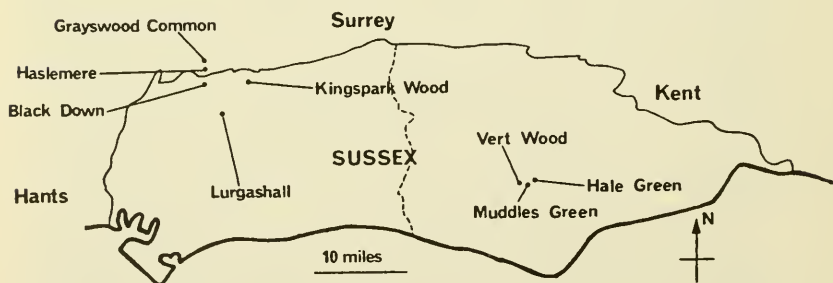 Surrey
Grayswood Common
Haslemere
Black Down
Kingspark Wood
Kent
Vert Wood
SUSSEX
Hants
Lurgashall
Hale Green
Muddles Green
N
10 miles